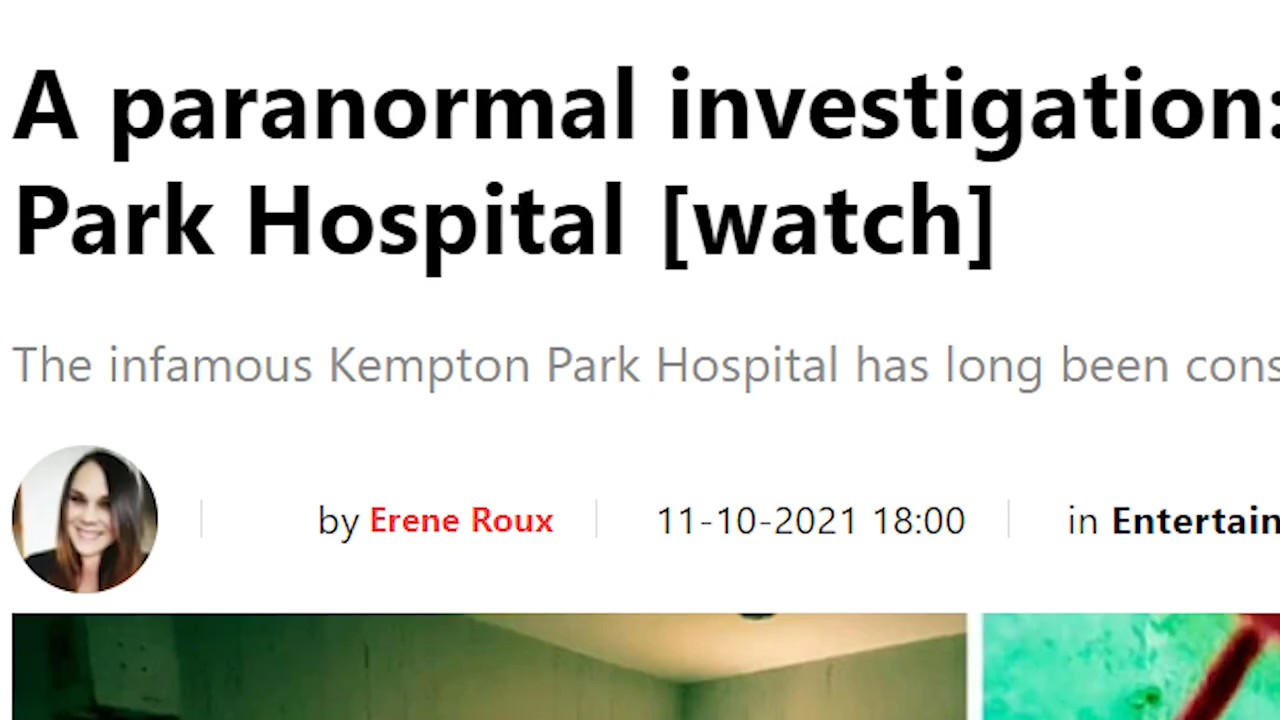 A paranormal investigation:
Park Hospital [watch]
The infamous Kempton Park Hospital has long been cons
by Erene Roux 11-10-2021 18:00 in Entertain